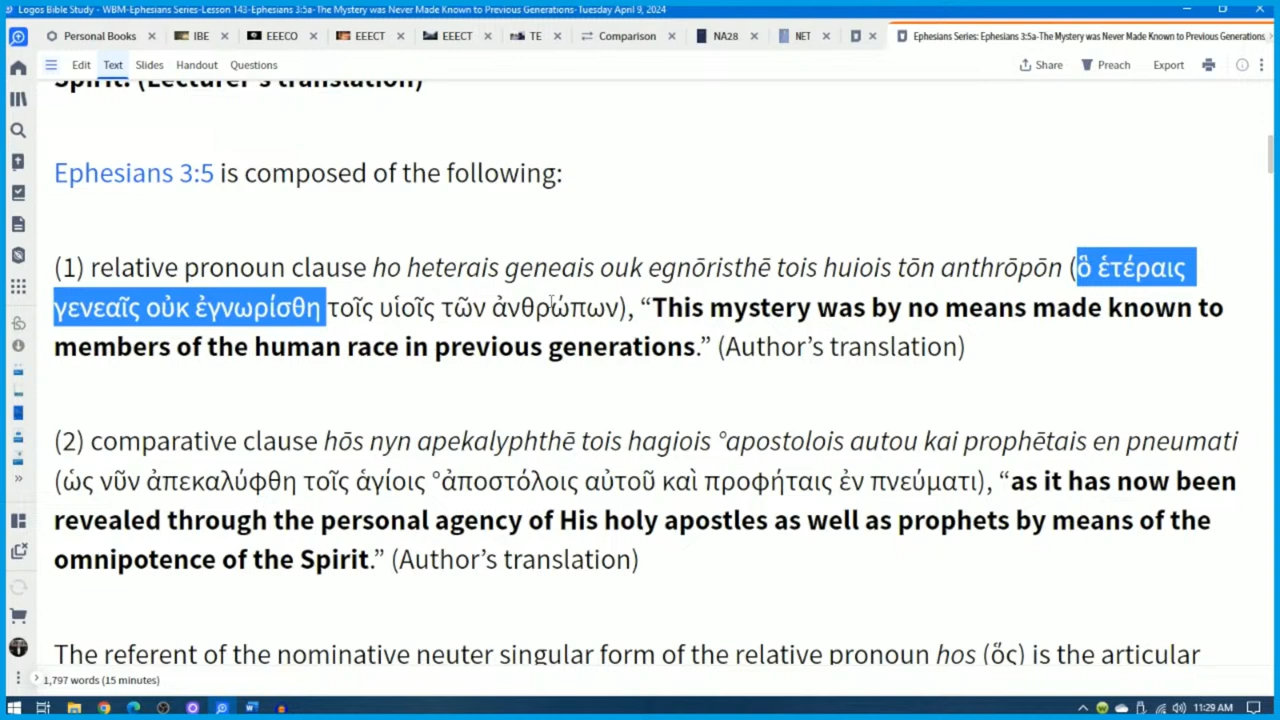 Logos Bible Study - WBM-Ephesians Series-Lesson 143-Ephesians 3:5a-The Mystery was Never Made Known to Previous Generations-Tuesday April 9, 2024
Personal Books IBE EEECO EEECT EEECT TE Comparison NA28 NET Ephesians Series: Ephesians 3:5a-The Mystery was Never Made Known to Previous Generations
Edit Text Slides Handout Questions Share Preach Export
Spirit. (Lecturer's translation)
Ephesians 3:5 is composed of the following:
(1) relative pronoun clause ho heterais geneais ouk egnōristhē tois huiois tōn anthrōpōn (ὃ ἑτέραις
γενεαῖς οὐκ ἐγνωρίσθη τοῖς υἱοῖς τῶν ἀνθρώπων), “This mystery was by no means made known to
members of the human race in previous generations.” (Author’s translation)
(2) comparative clause hōs nyn apekalyphthē tois hagiois °apostolois autou kai prophētais en pneumati
(ὡς νῦν ἀπεκαλύφθη τοῖς ἁγίοις °ἀποστόλοις αὐτοῦ καὶ προφήταις ἐν πνεύματι), “as it has now been
revealed through the personal agency of His holy apostles as well as prophets by means of the
omnipotence of the Spirit.” (Author’s translation)
The referent of the nominative neuter singular form of the relative pronoun hos (ὅς) is the articular
1,797 words (15 minutes)
11:29 AM